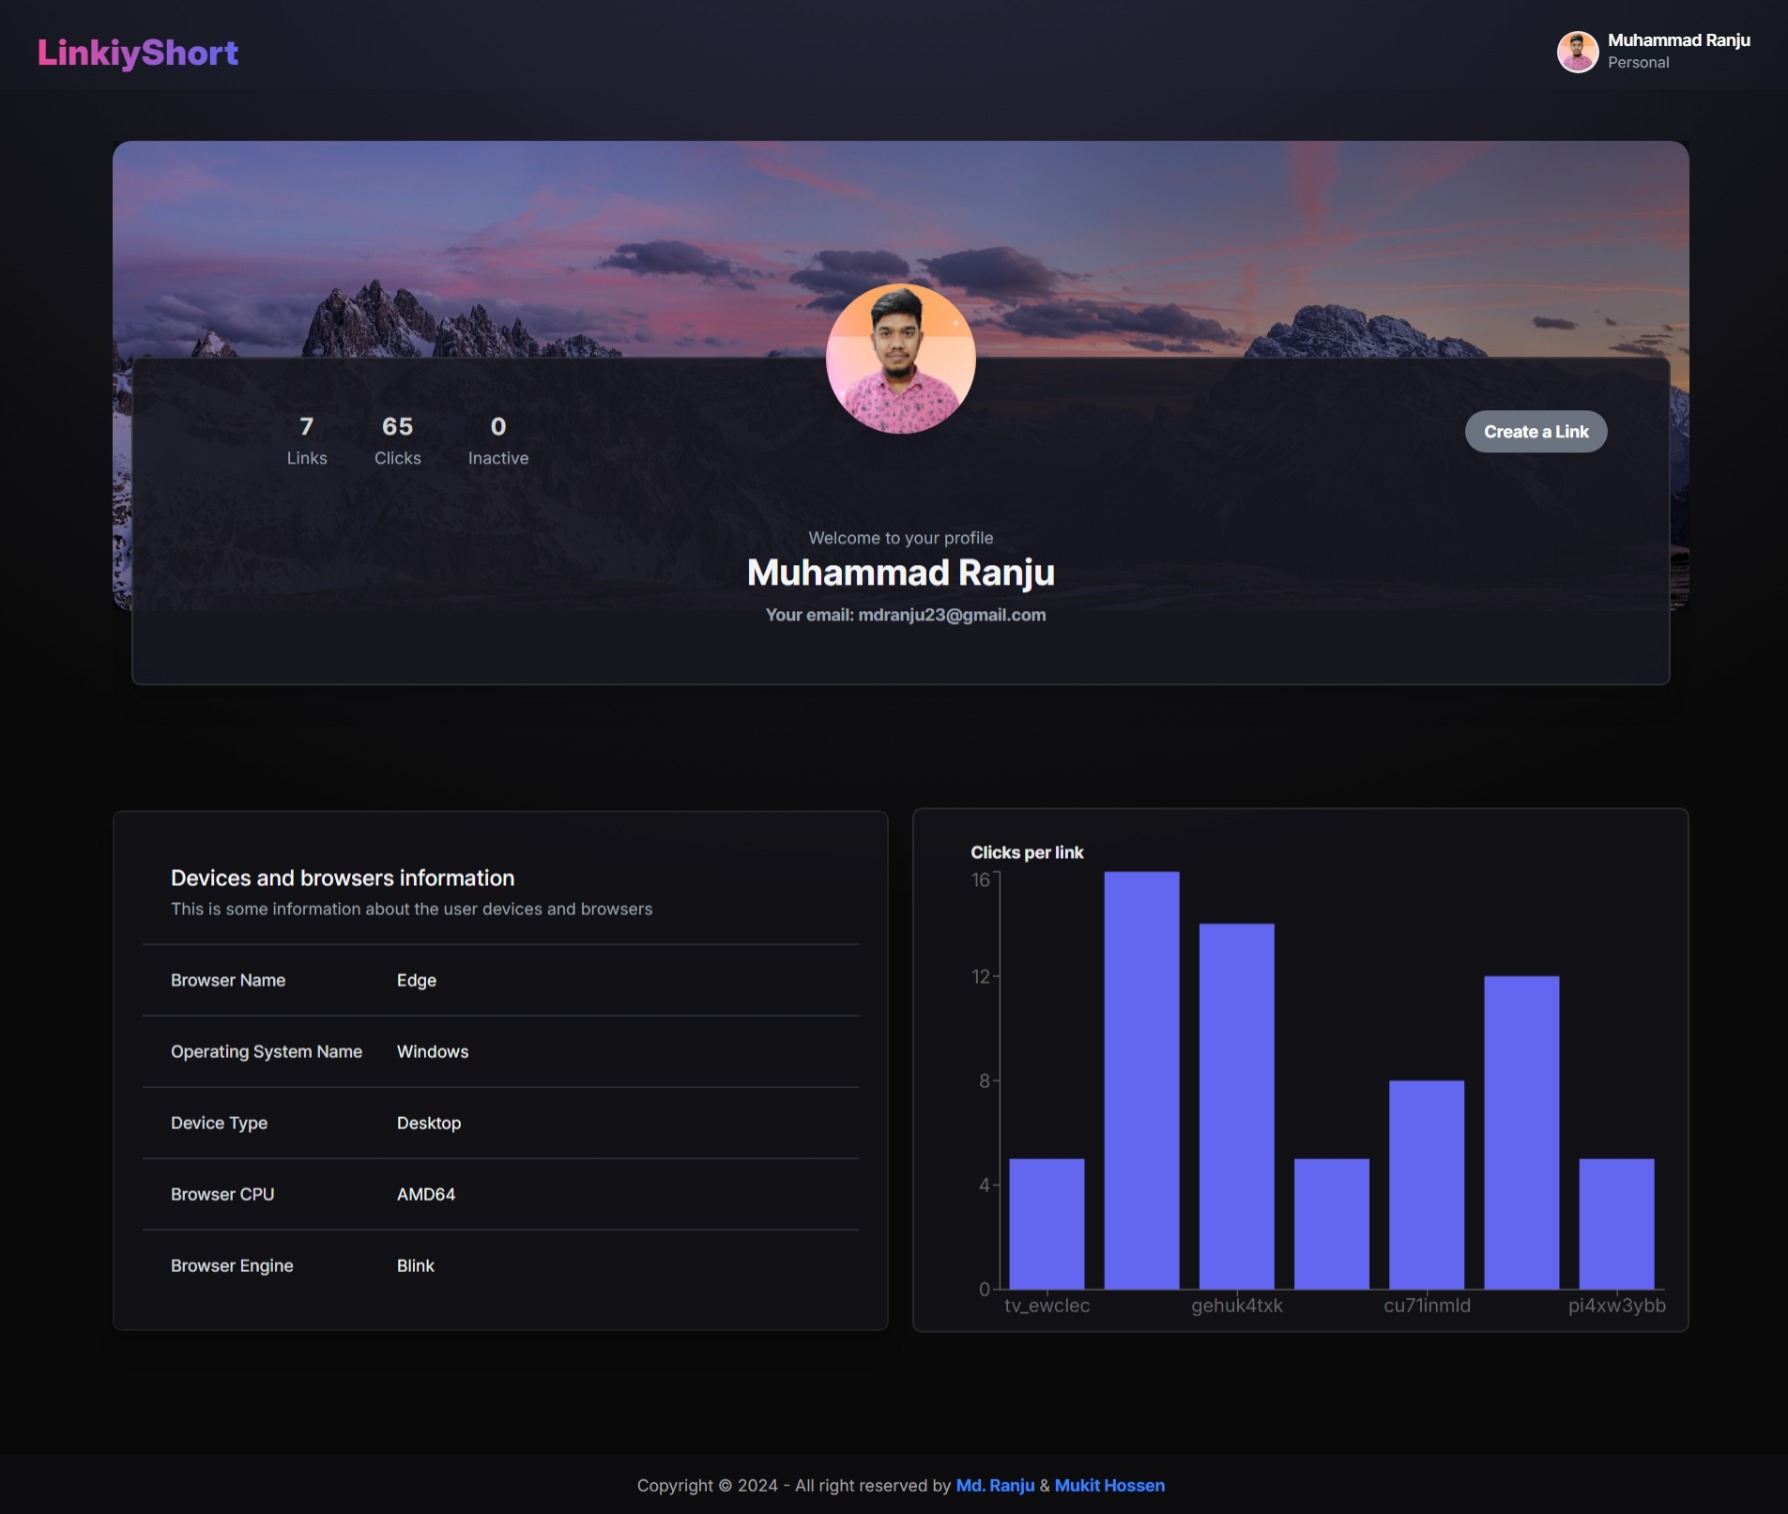 LinkiyShort
Muhammad Ranju
Personal
7
Links
65
Clicks
0
Inactive
Create a Link
Welcome to your profile
Muhammad Ranju
Your email: mdranju23@gmail.com
Devices and browsers information
This is some information about the user devices and browsers
Browser Name Edge
Operating System Name Windows
Device Type Desktop
Browser CPU AMD64
Browser Engine Blink
Clicks per link
16
12
8
4
0
tv_ewclec gehuk4txk cu71inmld pi4xw3ybb
Copyright © 2024 - All right reserved by Md. Ranju & Mukit Hossen